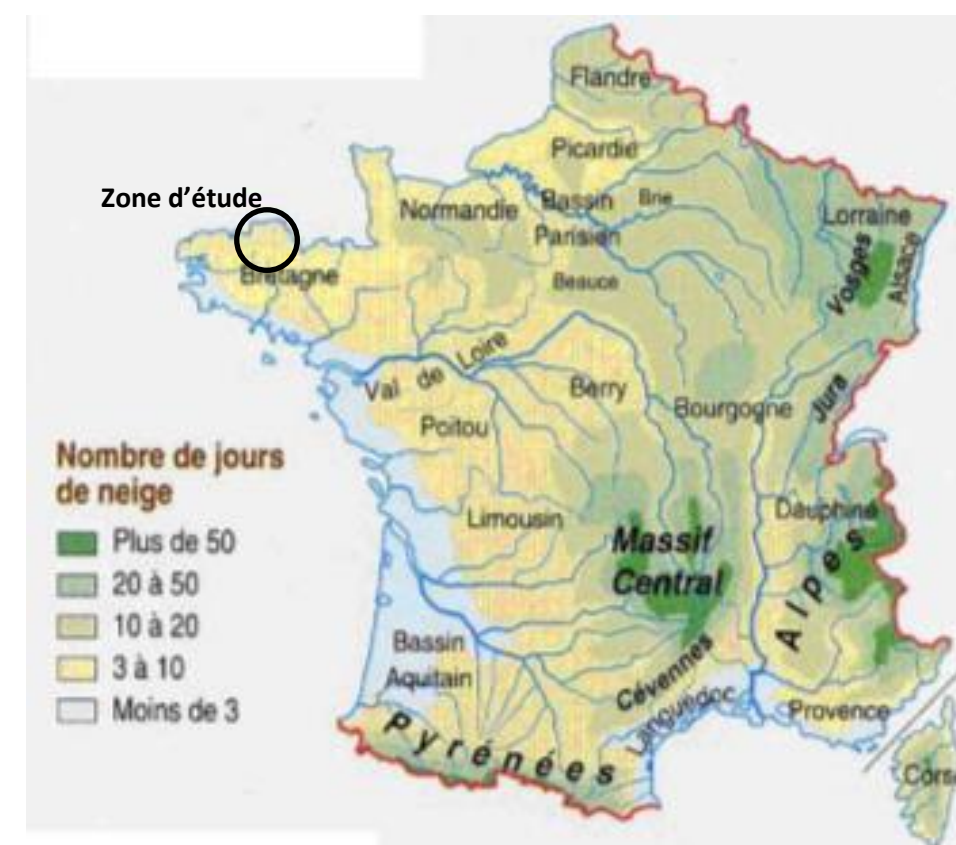 Flandre
Picardie
Zone d'étude
Normandie
Bassin
Brie
Parisien
Lorraine
Vosges
Alsace
Bretagne
Beauce
Val de Loire
Berry
Bourgogne
Jura
Poitou
Nombre de jours
de neige
Plus de 50
20 à 50
10 à 20
3 à 10
Moins de 3
Limousin
Massif
Central
Dauphiné
Alpes
Bassin
Aquitain
Cévennes
Languedoc
Provence
Pyrénées
Cors